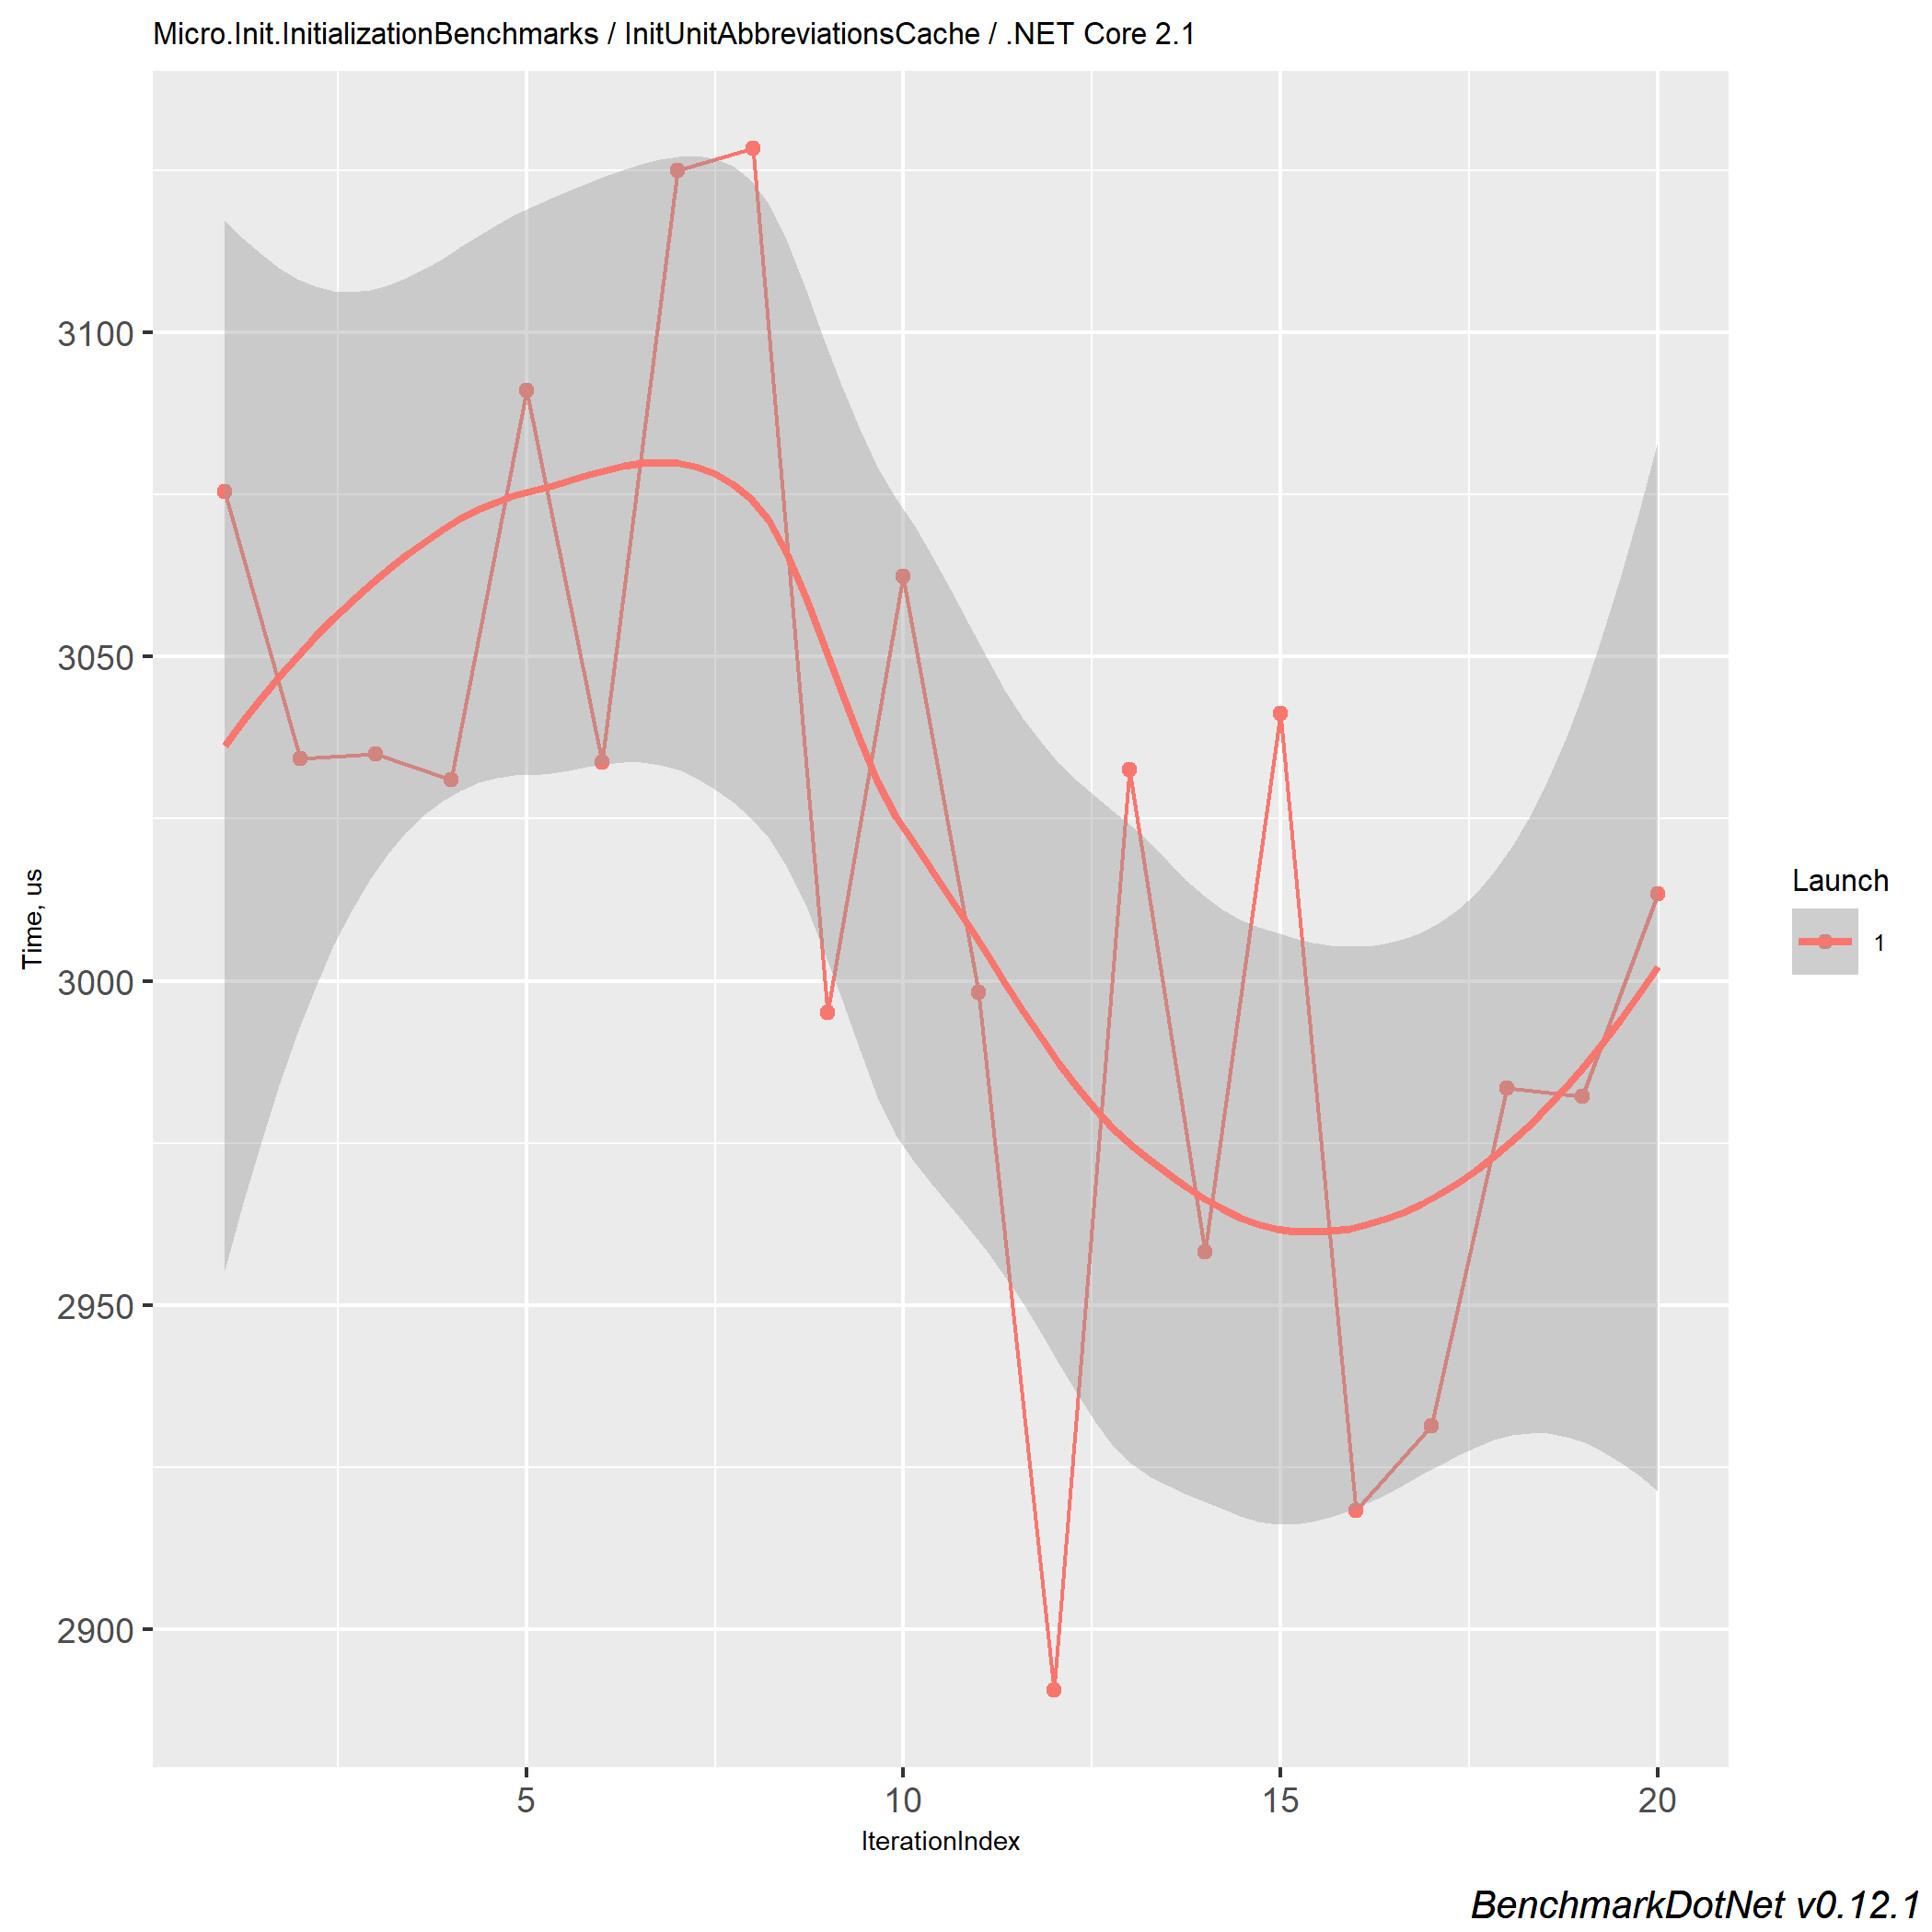 Micro.Init.InitializationBenchmarks / InitUnitAbbreviationsCache / .NET Core 2.1
3100
3050
3000
2950
2900
Time, us
5 10 15 20
IterationIndex
Launch
1
BenchmarkDotNet v0.12.1